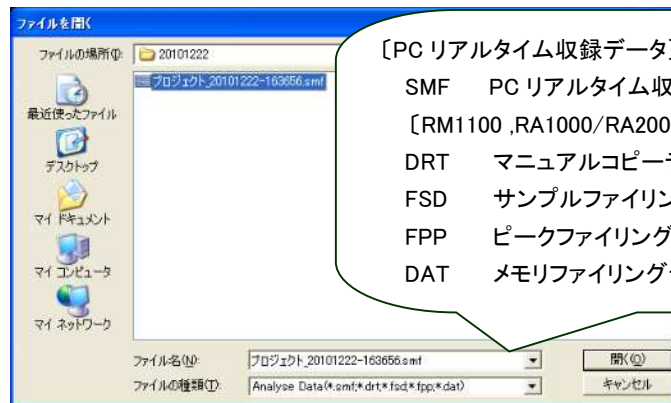 ファイルを開く
ファイルの場所(I):
20101222
プロジェクト_20101222-163656.smf
最近使ったファイル
デスクトップ
マイ ドキュメント
マイ コンピュータ
マイ ネットワーク
ファイル名(N):
プロジェクト_20101222-163656.smf
開く(O)
ファイルの種類(T):
Analyse Data(*.smf;*.drt;*.fsd;*.fpp;*.dat)
キャンセル
〔PC リアルタイム収録データ〕
SMF PC リアルタイム収
〔RM1100 ,RA1000/RA200
DRT マニュアルコピー
FSD サンプルファイリン
FPP ピークファイリング
DAT メモリファイリング